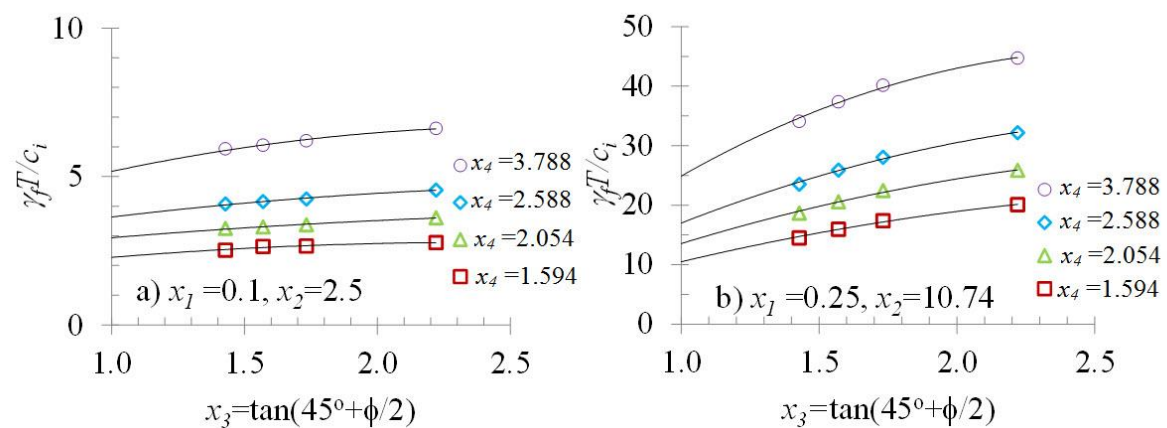 10
5
0
γfT/ci
1.0 1.5 2.0 2.5
x3=tan(45º+ϕ/2)
x4 =3.788
x4 =2.588
x4 =2.054
x4 =1.594
a) x1 =0.1, x2=2.5
50
40
30
20
10
0
γfT/ci
1.0 1.5 2.0 2.5
x3=tan(45º+ϕ/2)
x4 =3.788
x4 =2.588
x4 =2.054
x4 =1.594
b) x1 =0.25, x2=10.74